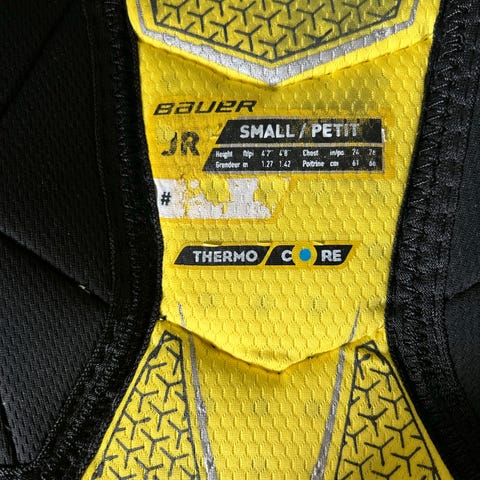 BAUER
JR SMALL / PETIT
Height ft/pi 4'2" 4'8" Chest in/po 24 26
Grandeur m 1.27 1.42 Poitrine cm 61 66
#
THERMO CORE